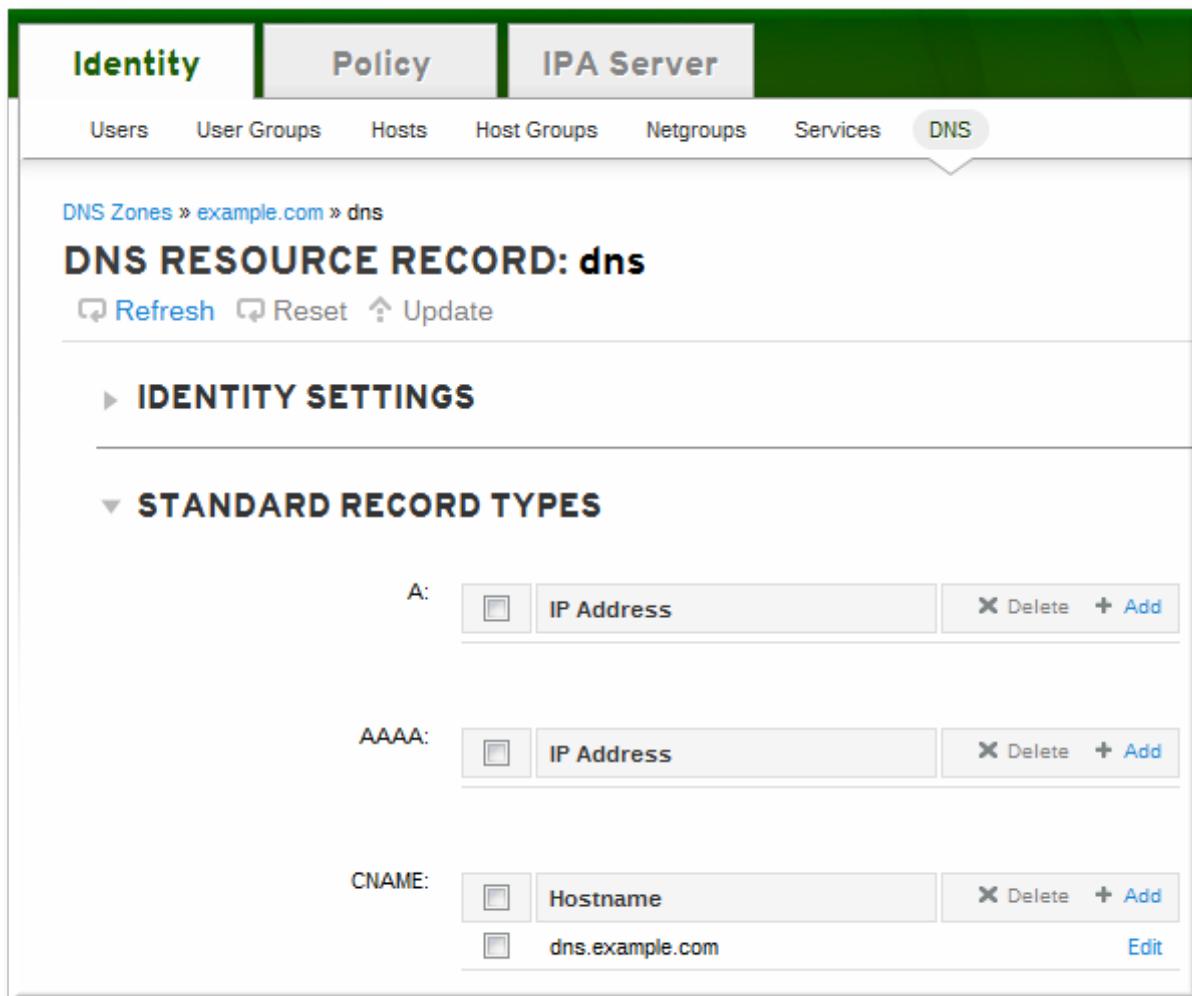 Identity Policy IPA Server
Users User Groups Hosts Host Groups Netgroups Services DNS
DNS Zones » example.com » dns
DNS RESOURCE RECORD: dns
Refresh Reset Update
IDENTITY SETTINGS
STANDARD RECORD TYPES
A: IP Address Delete Add
AAAA: IP Address Delete Add
CNAME: Hostname Delete Add
dns.example.com Edit